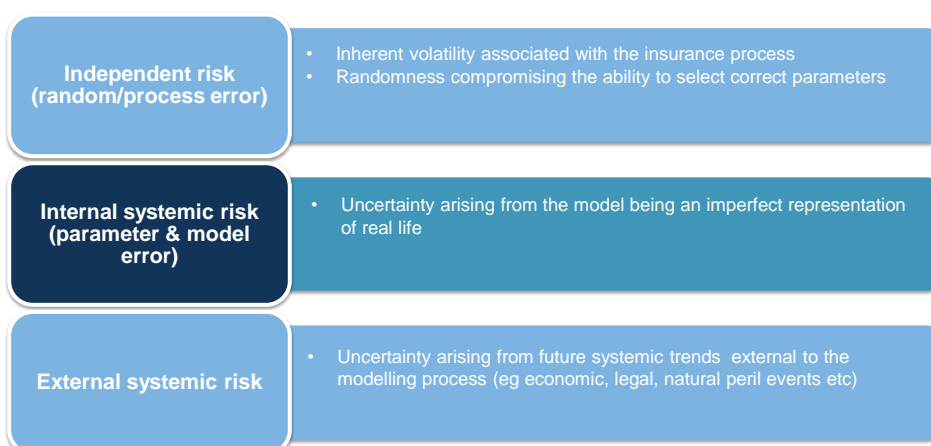 Independent risk
(random/process error)
• Inherent volatility associated with the insurance process
• Randomness compromising the ability to select correct parameters
Internal systemic risk
(parameter & model
error)
• Uncertainty arising from the model being an imperfect representation
of real life
External systemic risk
• Uncertainty arising from future systemic trends external to the
modelling process (eg economic, legal, natural peril events etc)